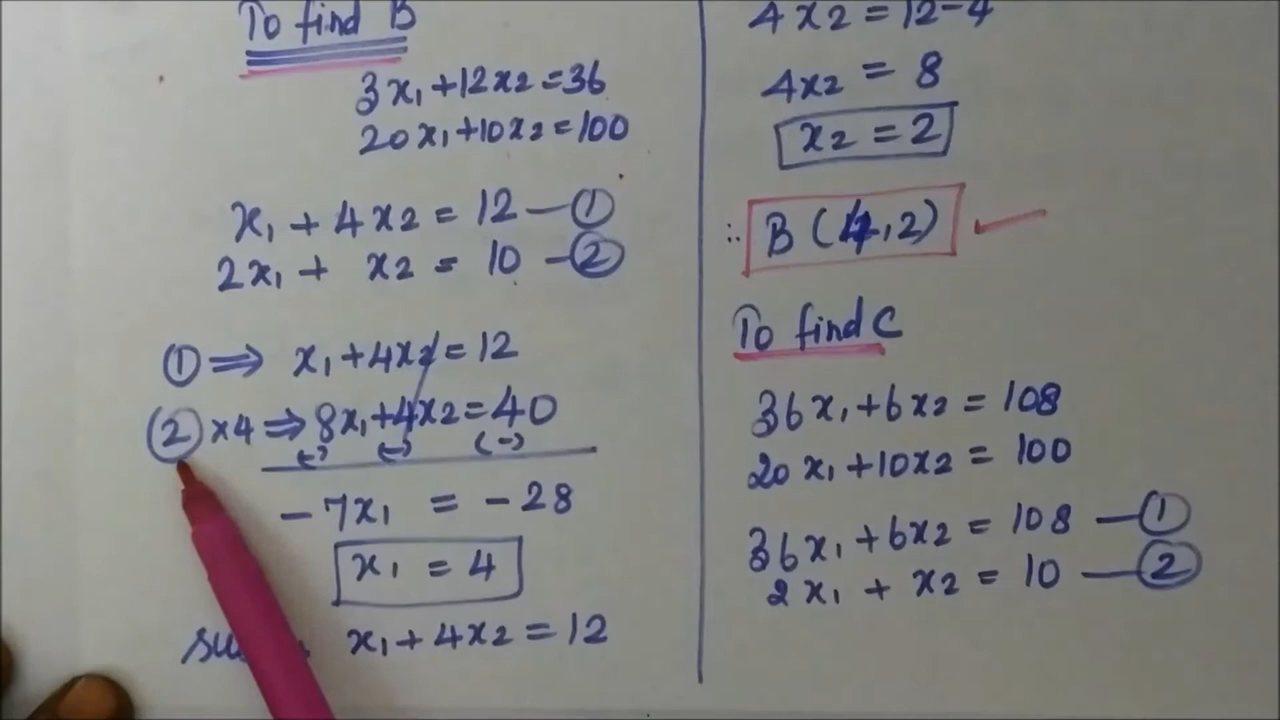 To find B
3x₁+12x2=36
20x₁+10x2=100
x₁ + 4x2 = 12 — ①
2x₁ + x2 = 10 — ②
① ⇒ x₁+4x2=12
② ×4 ⇒ 8x₁+4x2=40
(-) (-) (-)
-7x₁ = -28
x₁ = 4
x₁+4x2=12
4x2=12-4
4x2 = 8
x2 = 2
∴ B (4,2) ✓
To find C
36x₁+6x2 = 108
20x₁+10x2 = 100
36x₁+6x2 = 108 — ①
2x₁ + x2 = 10 — ②